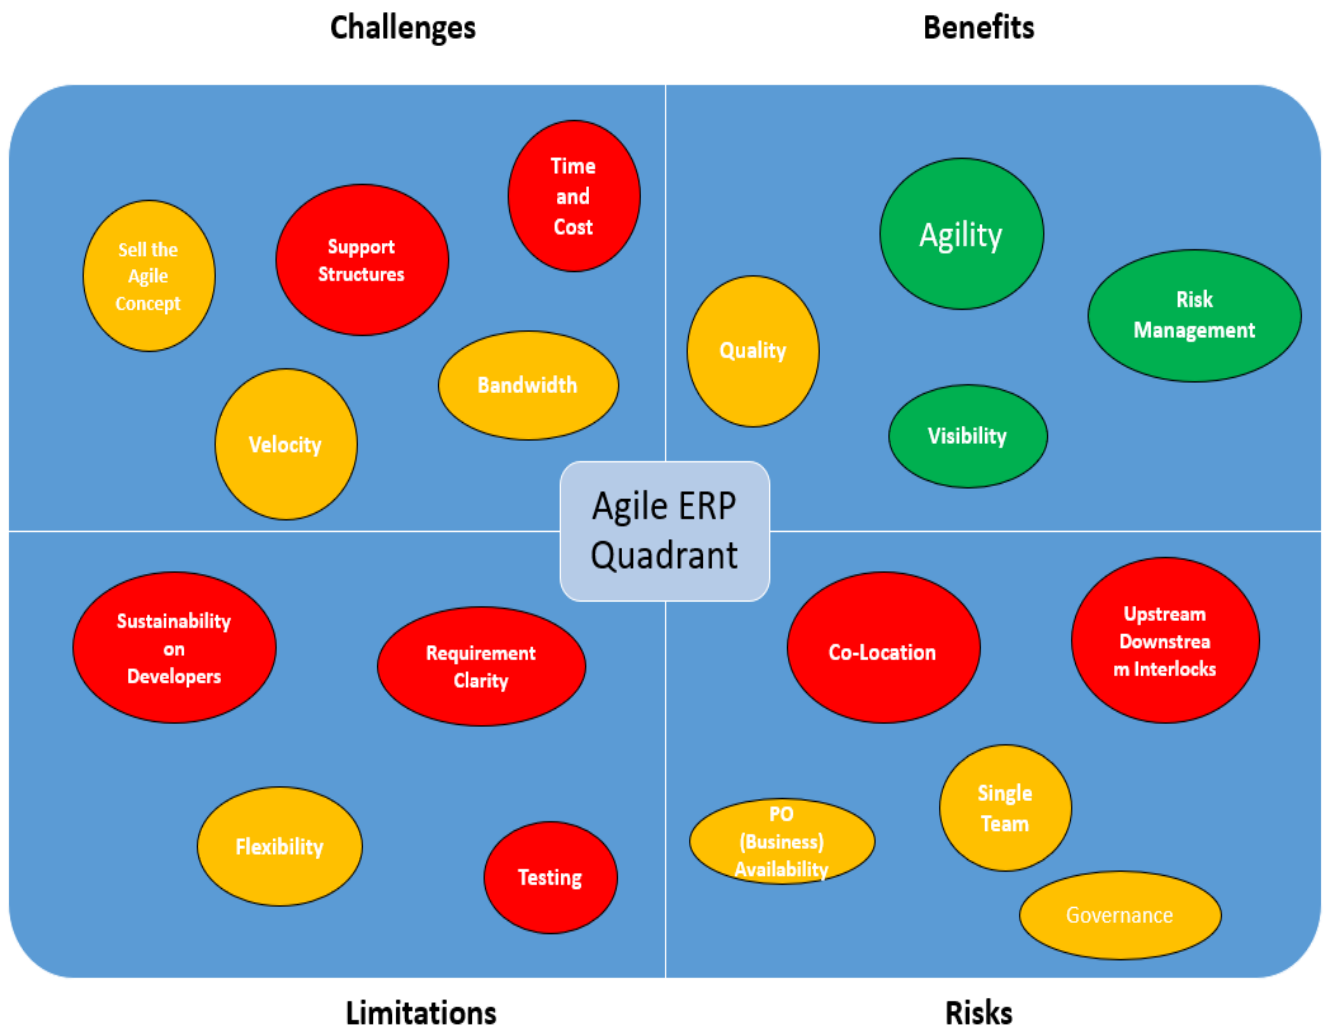 Challenges
Benefits
Time
and
Cost
Sell the
Agile
Concept
Support
Structures
Bandwidth
Velocity
Agility
Risk
Management
Quality
Visibility
Agile ERP
Quadrant
Sustainability
on
Developers
Requirement
Clarity
Flexibility
Testing
Co-Location
Upstream
Downstrea
m Interlocks
Single
Team
PO
(Business)
Availability
Governance
Limitations
Risks